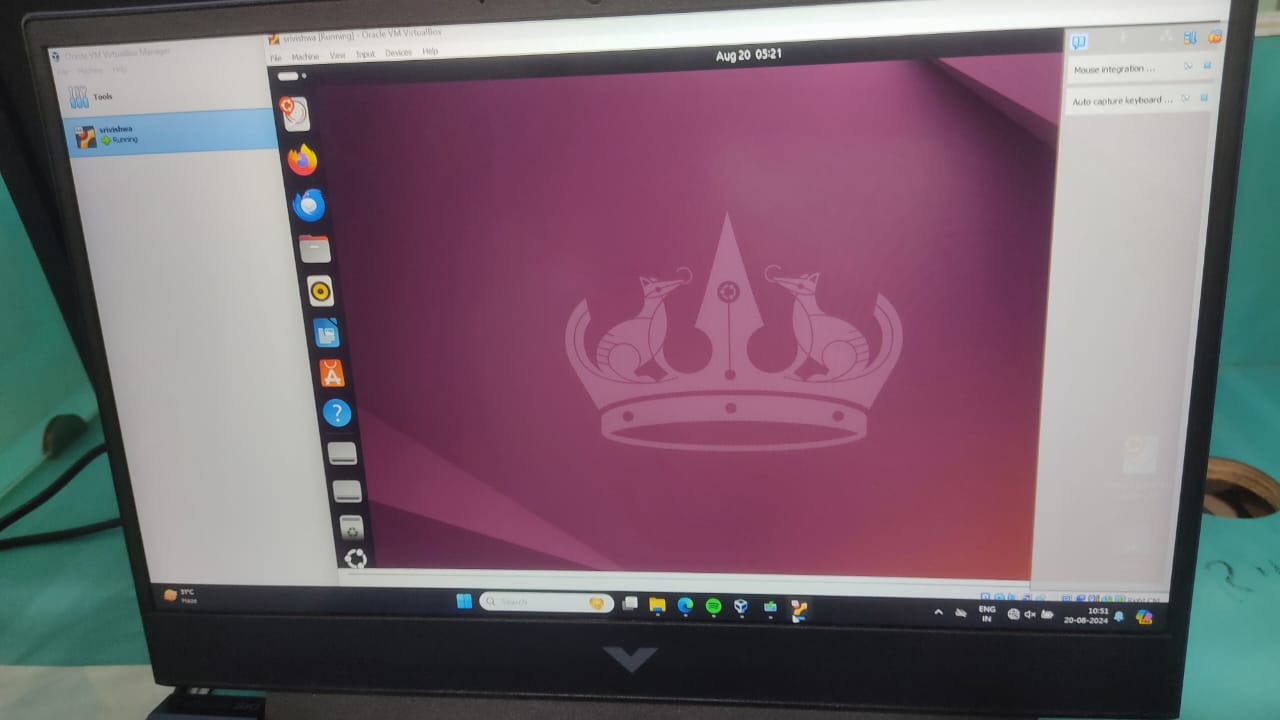 Oracle VM VirtualBox Manager
File Machine Help
Tools
srivishwa
Running
srivishwa [Running] - Oracle VM VirtualBox
File Machine View Input Devices Help
Aug 20 05:21
Mouse integration ...
Auto capture keyboard ...
?
31°C
Haze
Search
ENG
IN
10:51
20-08-2024
Right Ctrl